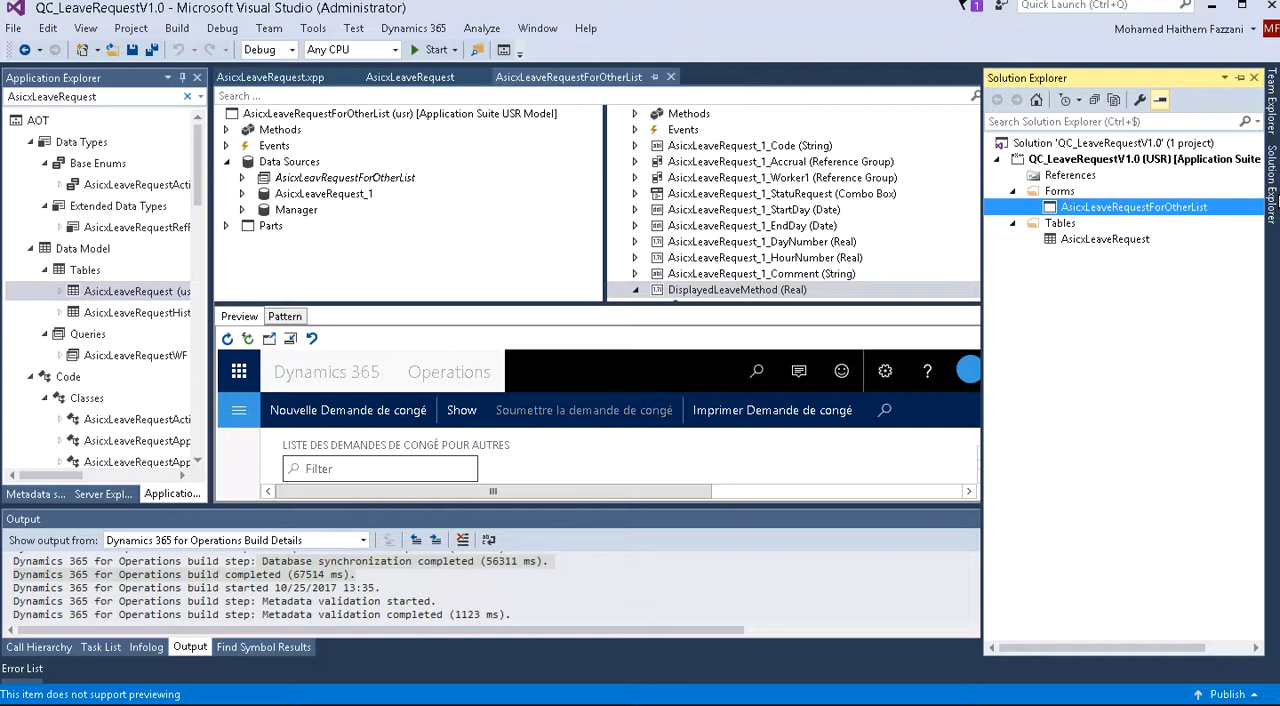 QC_LeaveRequestV1.0 - Microsoft Visual Studio (Administrator)
1
Quick Launch (Ctrl+Q)
File Edit View Project Build Debug Team Tools Test Dynamics 365 Analyze Window Help
Mohamed Haithem Fazzani
MF
Debug Any CPU Start
Application Explorer
AsicxLeaveRequest
AOT
Data Types
Base Enums
AsicxLeaveRequestActi
Extended Data Types
AsicxLeaveRequestRefF
Data Model
Tables
AsicxLeaveRequest (us
AsicxLeaveRequestHist
Queries
AsicxLeaveRequestWF
Code
Classes
AsicxLeaveRequestActi
AsicxLeaveRequestApp
AsicxLeaveRequestApp
Metadata s... Server Expl... Applicatio...
AsicxLeaveRequest.xpp AsicxLeaveRequest AsicxLeaveRequestForOtherList
Search ...
AsicxLeaveRequestForOtherList (usr) [Application Suite USR Model]
Methods
Events
Data Sources
AsicxLeavRequestForOtherList
AsicxLeaveRequest_1
Manager
Parts
Methods
Events
AsicxLeaveRequest_1_Code (String)
AsicxLeaveRequest_1_Accrual (Reference Group)
AsicxLeaveRequest_1_Worker1 (Reference Group)
AsicxLeaveRequest_1_StatuRequest (Combo Box)
AsicxLeaveRequest_1_StartDay (Date)
AsicxLeaveRequest_1_EndDay (Date)
AsicxLeaveRequest_1_DayNumber (Real)
AsicxLeaveRequest_1_HourNumber (Real)
AsicxLeaveRequest_1_Comment (String)
DisplayedLeaveMethod (Real)
Preview Pattern
Dynamics 365 Operations
Nouvelle Demande de congé Show Soumettre la demande de congé Imprimer Demande de congé
LISTE DES DEMANDES DE CONGÉ POUR AUTRES
Filter
Solution Explorer
Search Solution Explorer (Ctrl+$)
Solution 'QC_LeaveRequestV1.0' (1 project)
QC_LeaveRequestV1.0 (USR) [Application Suite
References
Forms
AsicxLeaveRequestForOtherList
Tables
AsicxLeaveRequest
Team Explorer
Solution Explorer
Output
Show output from: Dynamics 365 for Operations Build Details
Dynamics 365 for Operations build step: Database synchronization completed (56311 ms).
Dynamics 365 for Operations build completed (67514 ms).
Dynamics 365 for Operations build started 10/25/2017 13:35.
Dynamics 365 for Operations build step: Metadata validation started.
Dynamics 365 for Operations build step: Metadata validation completed (1123 ms).
Call Hierarchy Task List Infolog Output Find Symbol Results
Error List
This item does not support previewing
Publish